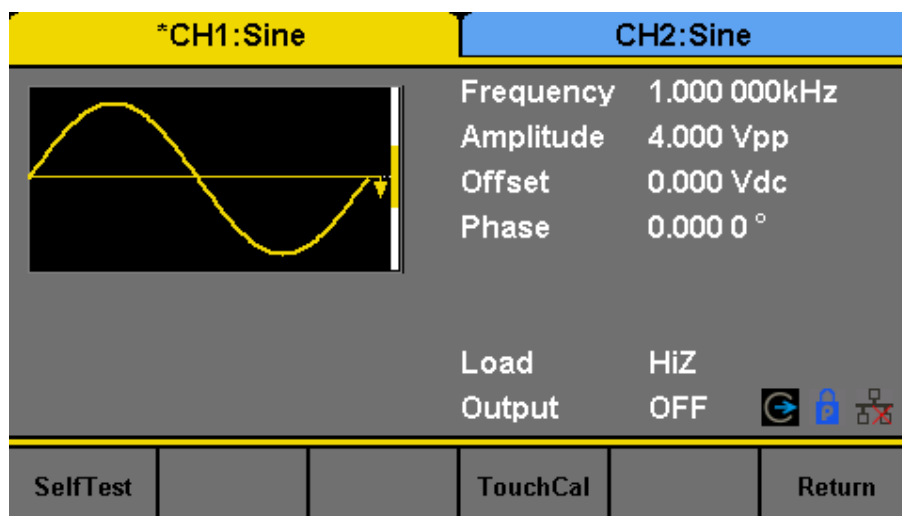 *CH1:Sine CH2:Sine
Frequency 1.000 000kHz
Amplitude 4.000 Vpp
Offset 0.000 Vdc
Phase 0.000 0 °
Load HiZ
Output OFF P
SelfTest TouchCal Return